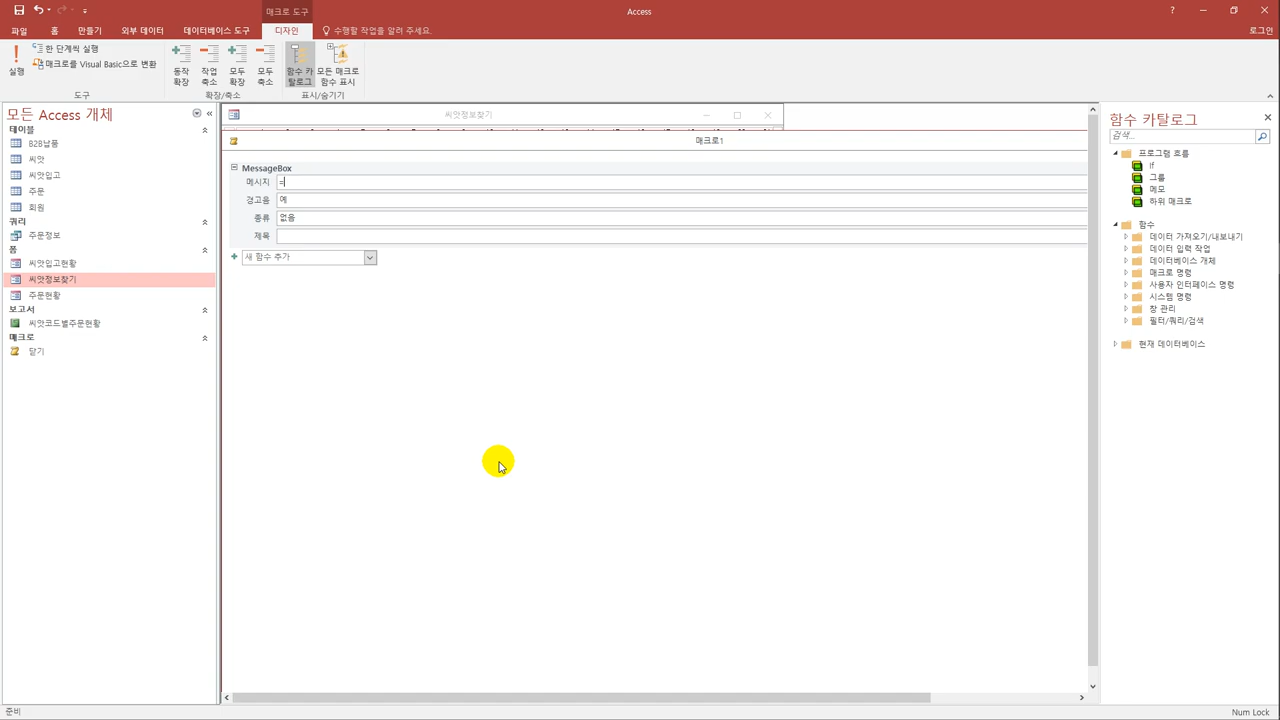 매크로 도구
Access
?
파일 홈 만들기 외부 데이터 데이터베이스 도구 디자인 수행할 작업을 알려 주세요.
로그인
실행
한 단계씩 실행
매크로를 Visual Basic으로 변환
동작 확장
작업 축소
모두 확장
모두 축소
함수 카탈로그
모든 매크로 함수 표시
도구
확장/축소
표시/숨기기
모든 Access 개체
테이블
B2B납품
씨앗
씨앗입고
주문
회원
쿼리
주문정보
폼
씨앗입고현황
씨앗정보찾기
주문현황
보고서
씨앗코드별주문현황
매크로
닫기
씨앗정보찾기
매크로1
MessageBox
메시지 =
경고음 예
종류 없음
제목
새 함수 추가
함수 카탈로그
검색...
프로그램 흐름
If
그룹
메모
하위 매크로
함수
데이터 가져오기/내보내기
데이터 입력 작업
데이터베이스 개체
매크로 명령
사용자 인터페이스 명령
시스템 명령
창 관리
필터/쿼리/검색
현재 데이터베이스
준비
Num Lock